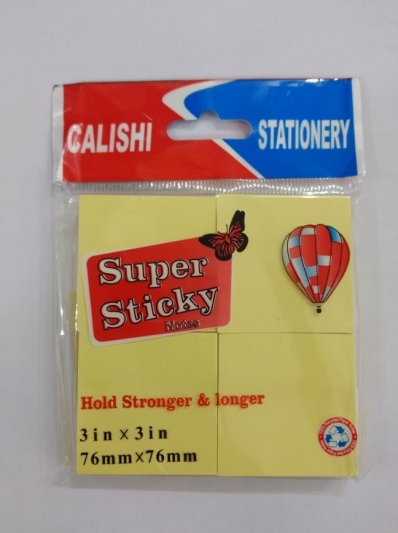 CALISHI STATIONERY
Super
Sticky
Notes
Hold Stronger & longer
3in×3in
76mm×76mm